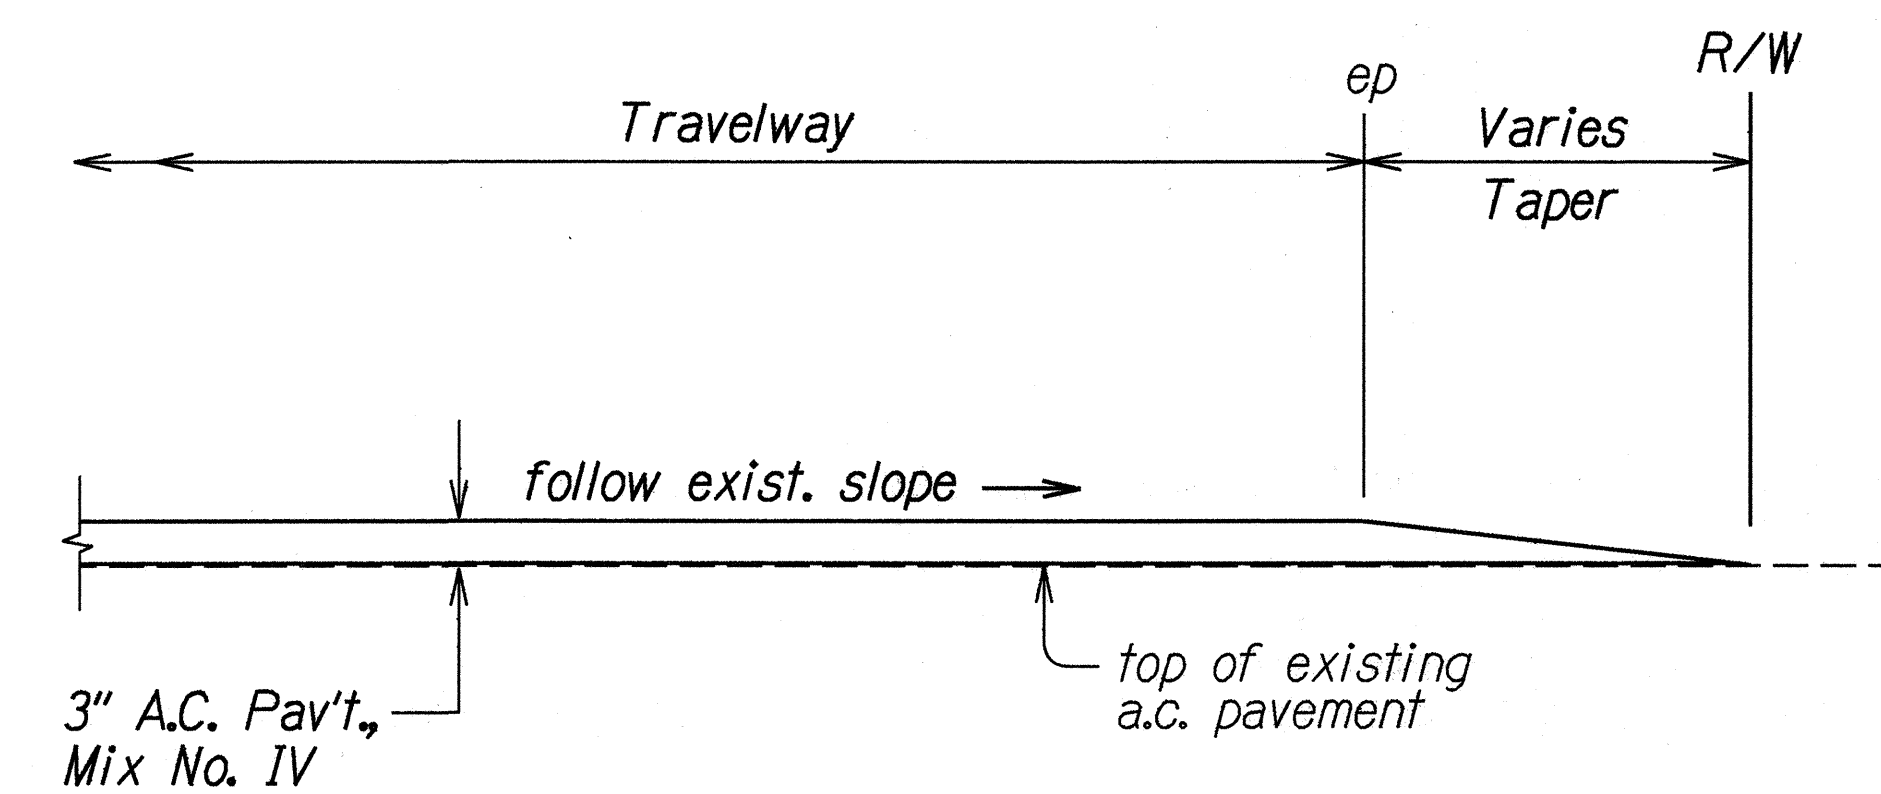 R/W
ep
Travelway
Varies
Taper
follow exist. slope
top of existing
a.c. pavement
3" A.C. Pav't.,
Mix No. IV